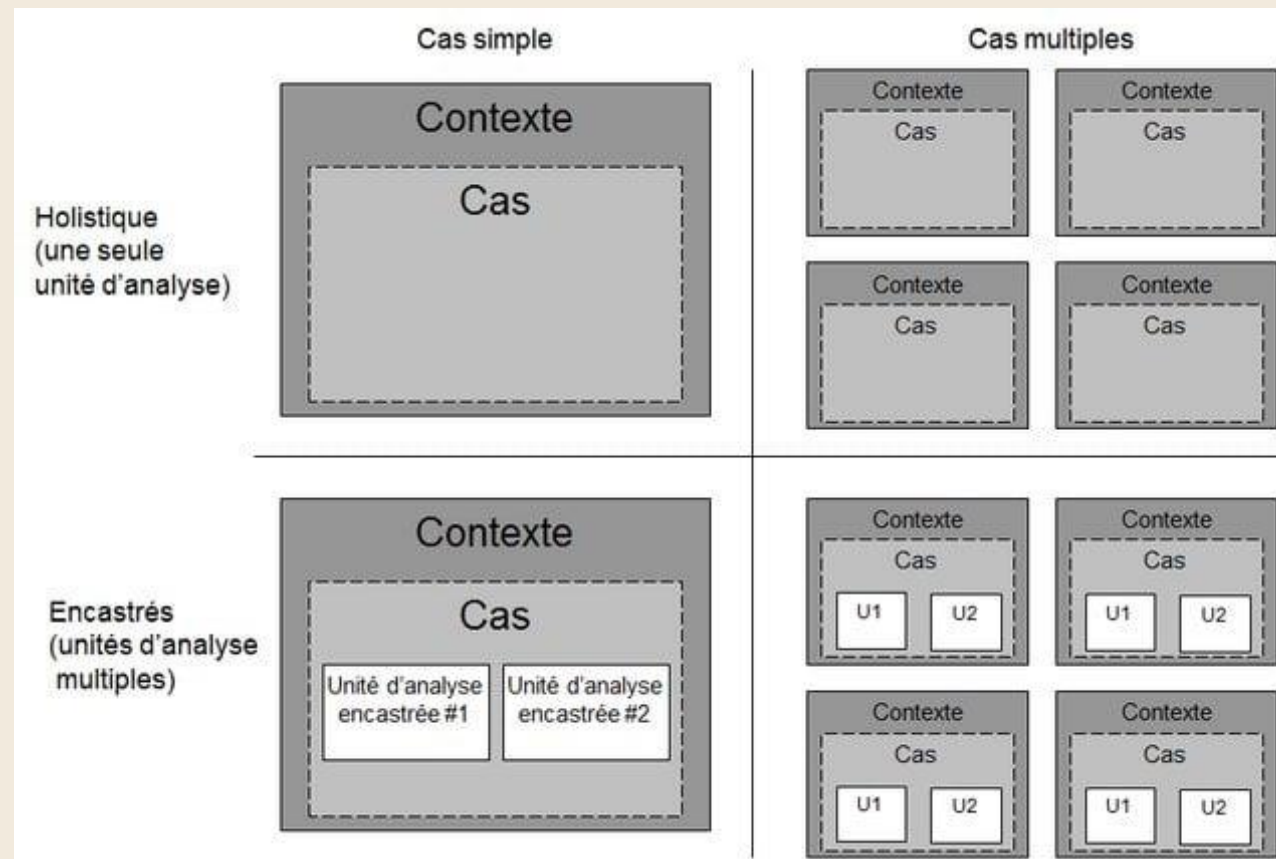 Cas simple
Cas multiples
Holistique
(une seule
unité d'analyse)
Contexte
Cas
Contexte
Cas
Contexte
Cas
Contexte
Cas
Contexte
Cas
Encastrés
(unités d'analyse
multiples)
Contexte
Cas
Unité d'analyse
encastrée #1
Unité d'analyse
encastrée #2
Contexte
Cas
U1
U2
Contexte
Cas
U1
U2
Contexte
Cas
U1
U2
Contexte
Cas
U1
U2